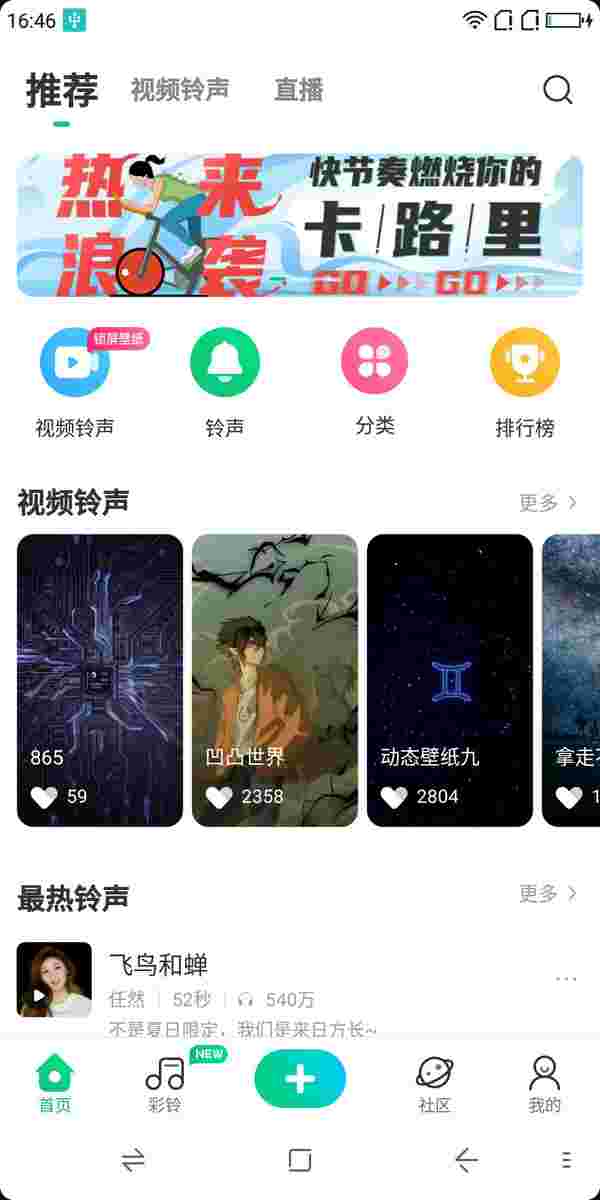 16:46
推荐 视频铃声 直播
热浪来袭
快节奏燃烧你的
卡/路/里
GO GO
锁屏壁纸
视频铃声 铃声 分类 排行榜
视频铃声 更多
865 凹凸世界 动态壁纸九 拿走不
59 2358 2804 1
最热铃声 更多
飞鸟和蝉
任然 52秒 540万
不是夏日限定，我们是来日方长~
NEW
首页 彩铃 社区 我的